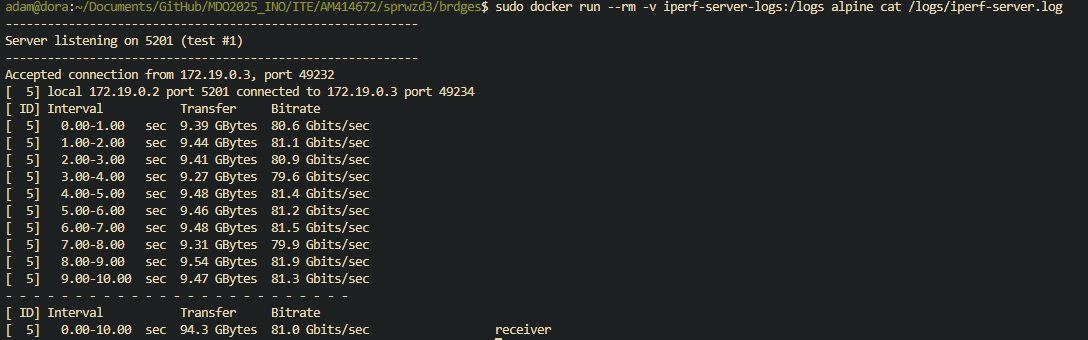 adam@dora:~/Documents/GitHub/MDO2025_INO/ITE/AM414672/sprwzd3/brdges$ sudo docker run --rm -v iperf-server-logs:/logs alpine cat /logs/iperf-server.log
-----------------------------------------------------------
Server listening on 5201 (test #1)
-----------------------------------------------------------
Accepted connection from 172.19.0.3, port 49232
[  5] local 172.19.0.2 port 5201 connected to 172.19.0.3 port 49234
[ ID] Interval           Transfer     Bitrate
[  5]   0.00-1.00   sec  9.39 GBytes  80.6 Gbits/sec
[  5]   1.00-2.00   sec  9.44 GBytes  81.1 Gbits/sec
[  5]   2.00-3.00   sec  9.41 GBytes  80.9 Gbits/sec
[  5]   3.00-4.00   sec  9.27 GBytes  79.6 Gbits/sec
[  5]   4.00-5.00   sec  9.48 GBytes  81.4 Gbits/sec
[  5]   5.00-6.00   sec  9.46 GBytes  81.2 Gbits/sec
[  5]   6.00-7.00   sec  9.48 GBytes  81.5 Gbits/sec
[  5]   7.00-8.00   sec  9.31 GBytes  79.9 Gbits/sec
[  5]   8.00-9.00   sec  9.54 GBytes  81.9 Gbits/sec
[  5]   9.00-10.00  sec  9.47 GBytes  81.3 Gbits/sec
- - - - - - - - - - - - - - - - - - - - - - - - -
[ ID] Interval           Transfer     Bitrate
[  5]   0.00-10.00  sec  94.3 GBytes  81.0 Gbits/sec                  receiver